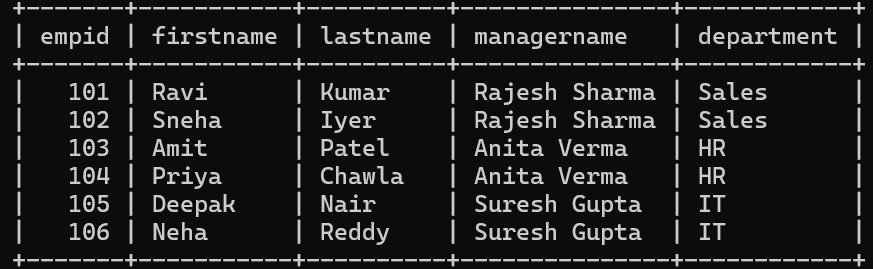 +-------+-----------+----------+---------------+------------+
| empid | firstname | lastname | managername   | department |
+-------+-----------+----------+---------------+------------+
|   101 | Ravi      | Kumar    | Rajesh Sharma | Sales      |
|   102 | Sneha     | Iyer     | Rajesh Sharma | Sales      |
|   103 | Amit      | Patel    | Anita Verma   | HR         |
|   104 | Priya     | Chawla   | Anita Verma   | HR         |
|   105 | Deepak    | Nair     | Suresh Gupta  | IT         |
|   106 | Neha      | Reddy    | Suresh Gupta  | IT         |
+-------+-----------+----------+---------------+------------+